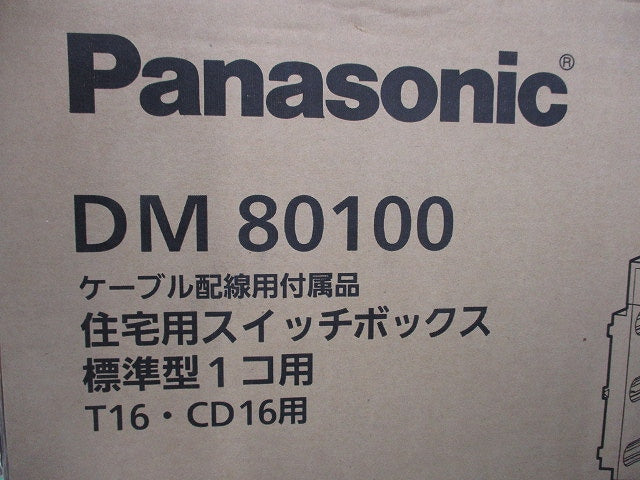 Panasonic®
DM 80100
ケーブル配線用付属品
住宅用スイッチボックス
標準型1コ用
T16・CD16用